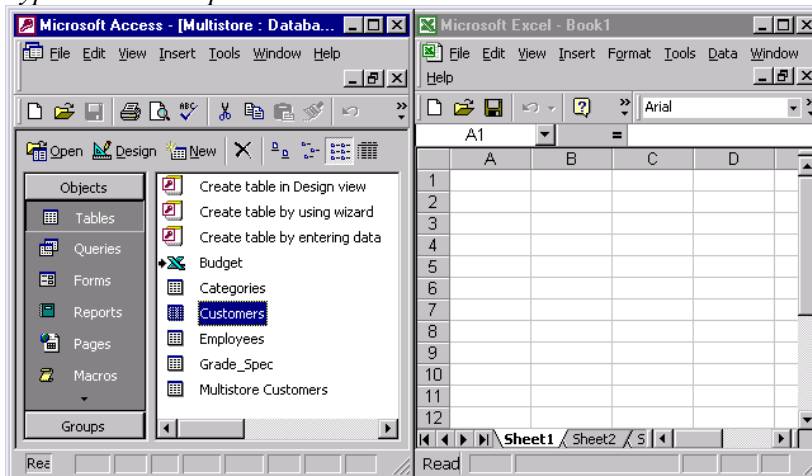 Microsoft Access - [Multistore : Databa...
File Edit View Insert Tools Window Help
Open Design New
Objects
Tables
Queries
Forms
Reports
Pages
Macros
Groups
Create table in Design view
Create table by using wizard
Create table by entering data
Budget
Categories
Customers
Employees
Grade_Spec
Multistore Customers
Rea
Microsoft Excel - Book1
File Edit View Insert Format Tools Data Window
Help
Arial
A1 =
A B C D
1
2
3
4
5
6
7
8
9
10
11
12
Sheet1 Sheet2 S
Read